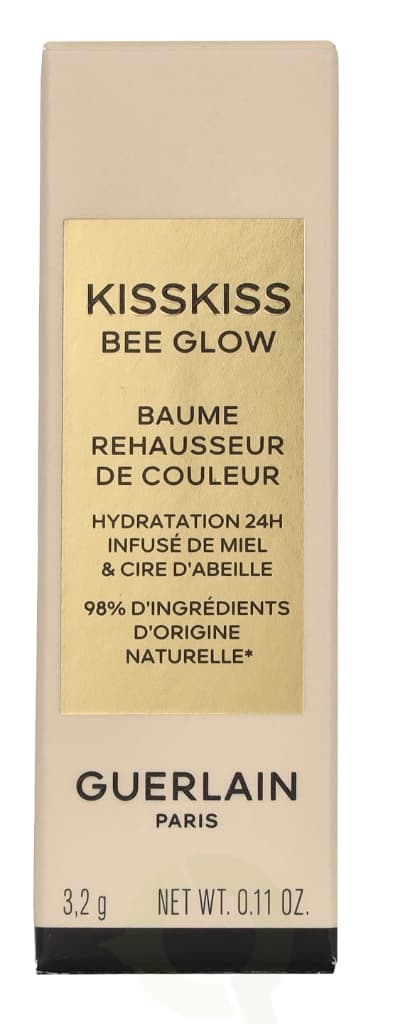 KISSKISS
BEE GLOW
BAUME
REHAUSSEUR
DE COULEUR
HYDRATATION 24H
INFUSÉ DE MIEL
& CIRE D'ABEILLE
98% D'INGRÉDIENTS
D'ORIGINE
NATURELLE*
GUERLAIN
PARIS
3,2 g NET WT. 0.11 OZ.